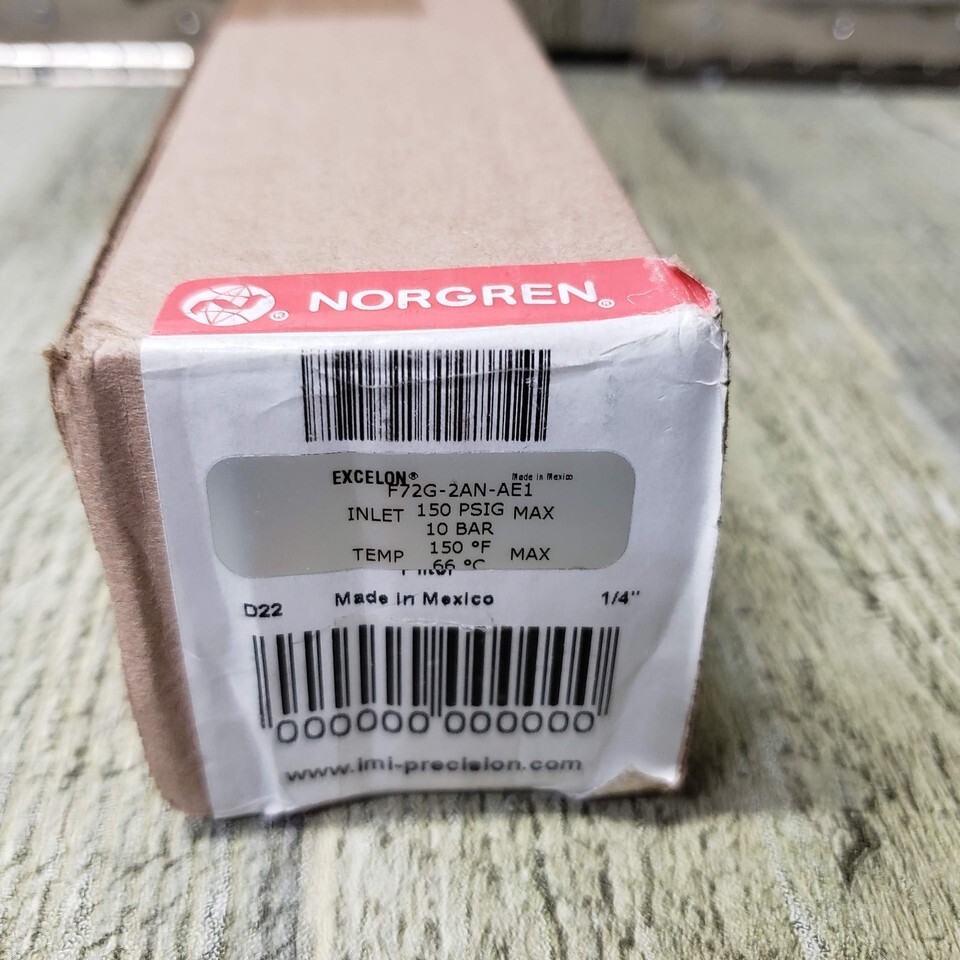 NORGREN®
EXCELON® Made in Mexico
F72G-2AN-AE1
INLET 150 PSIG MAX
10 BAR
TEMP 150 °F MAX
66 °C
Filter
D22 Made in Mexico 1/4"
000000 000000
www.imi-precision.com